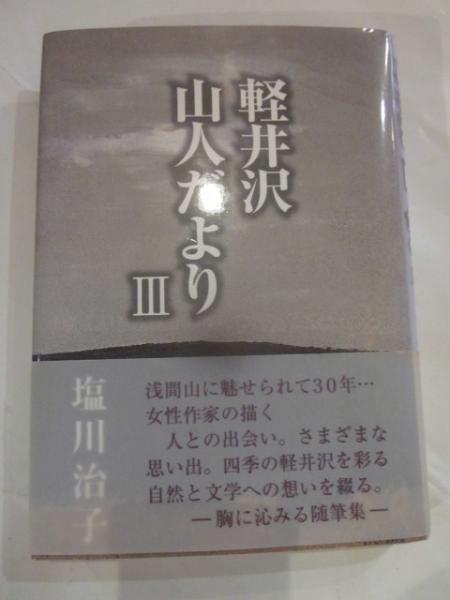 軽井沢
山人だより
III
塩川治子
浅間山に魅せられて30年…
女性作家の描く
人との出会い。さまざまな
思い出。四季の軽井沢を彩る
自然と文学への想いを綴る。
―胸に沁みる随筆集―